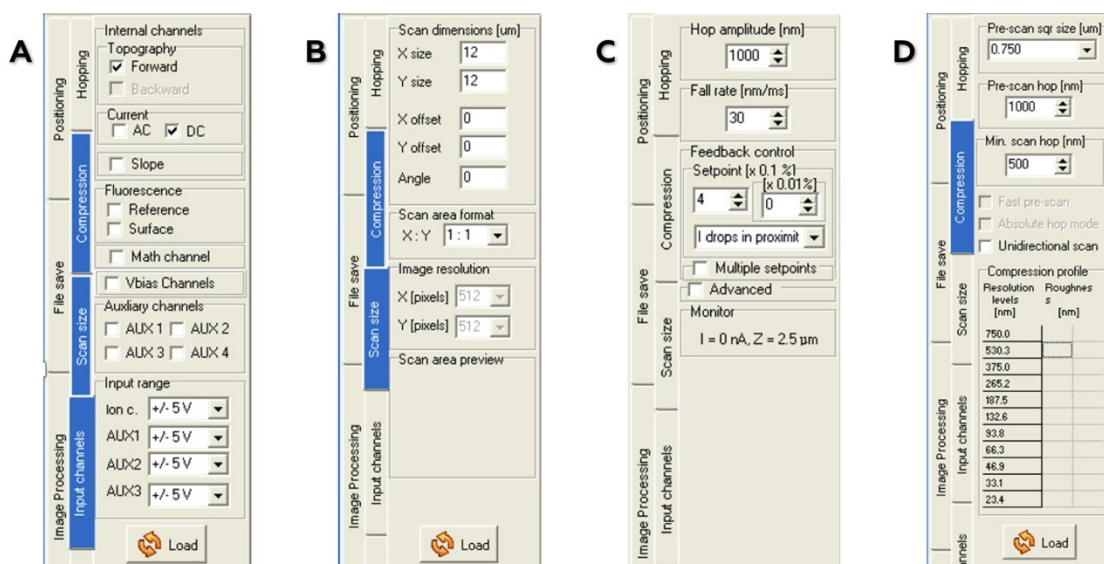 A
Positioning
Hopping
File save
Compression
Image Processing
Scan size
Input channels
Internal channels
Topography
Forward
Backward
Current
AC DC
Slope
Fluorescence
Reference
Surface
Math channel
Vbias Channels
Auxliary channels
AUX 1 AUX 2
AUX 3 AUX 4
Input range
Ion c. +/- 5 V
AUX1 +/- 5 V
AUX2 +/- 5 V
AUX3 +/- 5 V
Load
B
Positioning
Hopping
File save
Compression
Image Processing
Scan size
Input channels
Scan dimensions [um]
X size 12
Y size 12
X offset 0
Y offset 0
Angle 0
Scan area format
X : Y 1 : 1
Image resolution
X [pixels] 512
Y [pixels] 512
Scan area preview
Load
C
Positioning
Hopping
File save
Compression
Image Processing
Scan size
Input channels
Hop amplitude [nm]
1000
Fall rate [nm/ms]
30
Feedback control
Setpoint [x 0.1 %]
[x 0.01%]
4 0
I drops in proximit
Multiple setpoints
Advanced
Monitor
I = 0 nA, Z = 2.5 µm
D
Positioning
Hopping
File save
Compression
Image Processing
Scan size
Input channels
nnels
Pre-scan sqr size [um]
0.750
Pre-scan hop [nm]
1000
Min. scan hop [nm]
500
Fast pre-scan
Absolute hop mode
Unidirectional scan
Compression profile
Resolution Roughnes
levels s
[nm] [nm]
750.0
530.3
375.0
265.2
187.5
132.6
93.8
66.3
46.9
33.1
23.4
Load